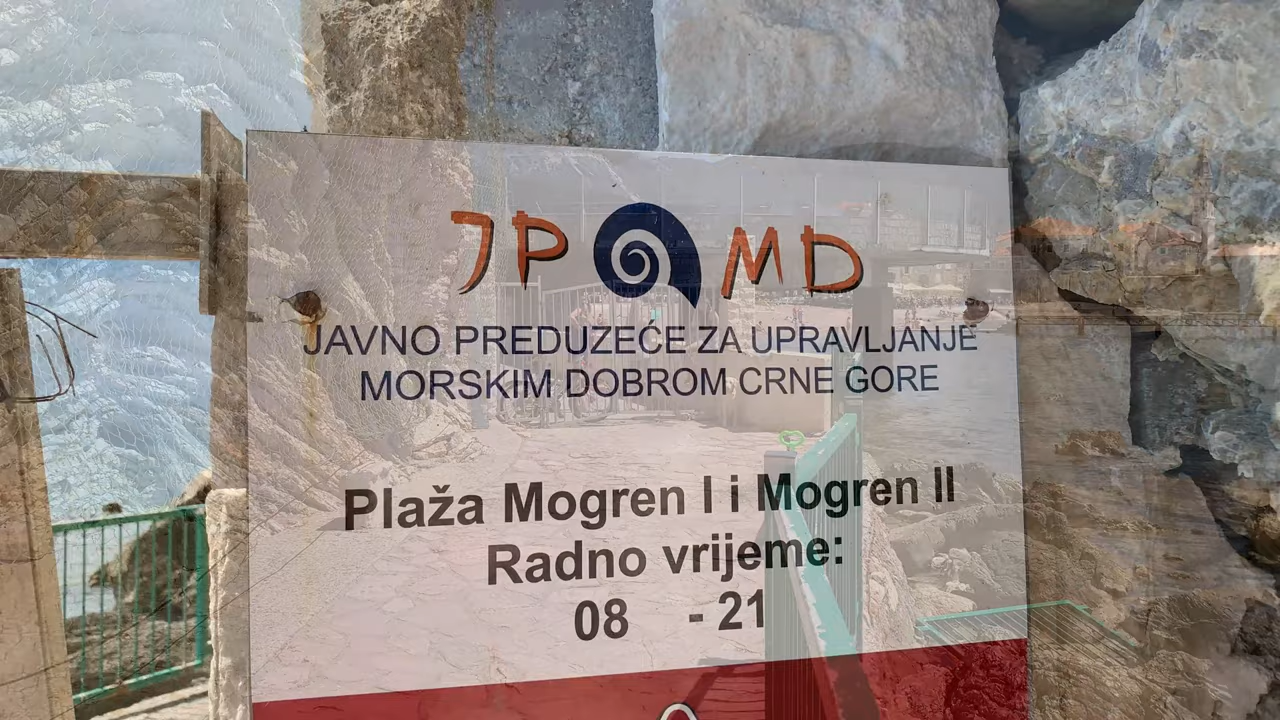 JP MD
JAVNO PREDUZEĆE ZA UPRAVLJANJE
MORSKIM DOBROM CRNE GORE
Plaža Mogren I i Mogren II
Radno vrijeme:
08 - 21